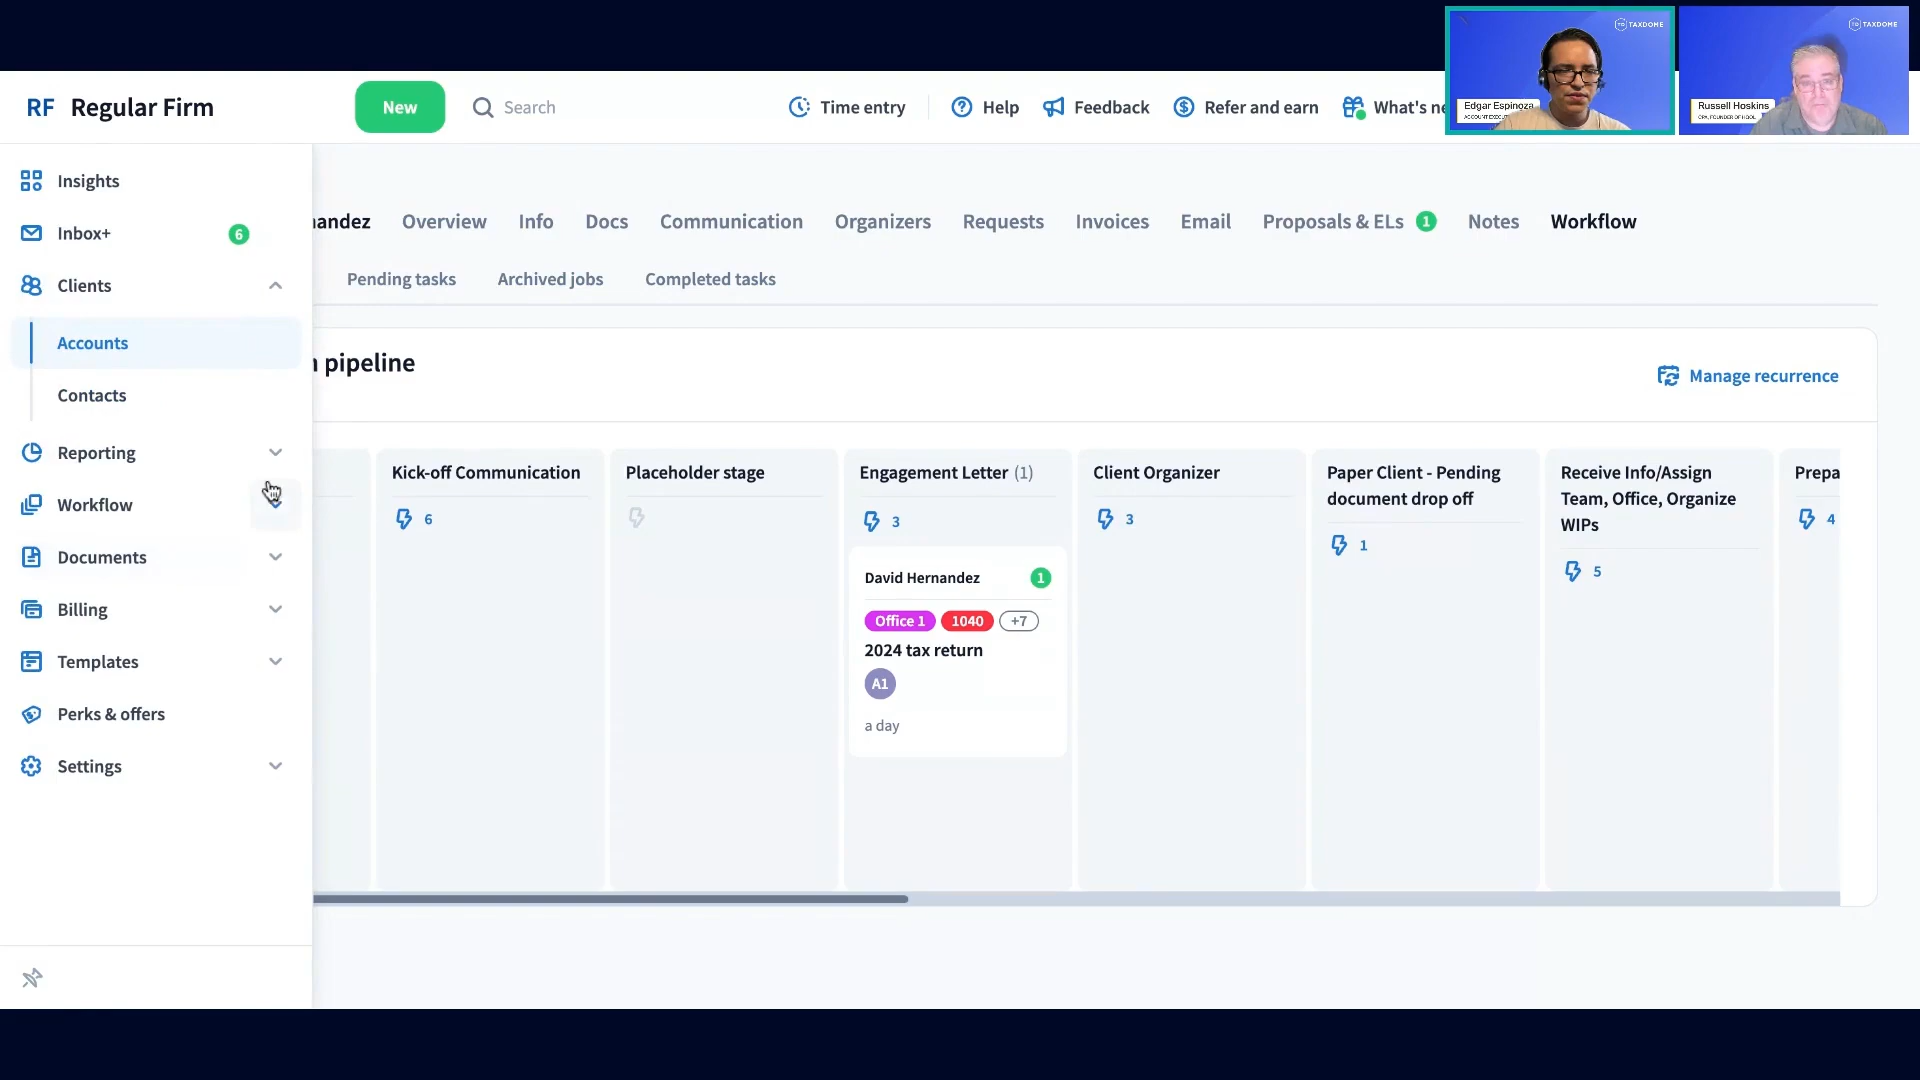 TAXDOME
TAXDOME
Edgar Espinoza
Russell Hoskins
RF Regular Firm
New
Search
Time entry
Help
Feedback
Refer and earn
What's ne
Insights
Inbox+ 6
Clients
Accounts
Contacts
Reporting
Workflow
Documents
Billing
Templates
Perks & offers
Settings
nandez
Overview
Info
Docs
Communication
Organizers
Requests
Invoices
Email
Proposals & ELs 1
Notes
Workflow
Pending tasks
Archived jobs
Completed tasks
n pipeline
Manage recurrence
Kick-off Communication
6
Placeholder stage
Engagement Letter (1)
3
David Hernandez 1
Office 1 1040 +7
2024 tax return
A1
a day
Client Organizer
3
Paper Client - Pending
document drop off
1
Receive Info/Assign
Team, Office, Organize
WIPs
5
Prepa
4